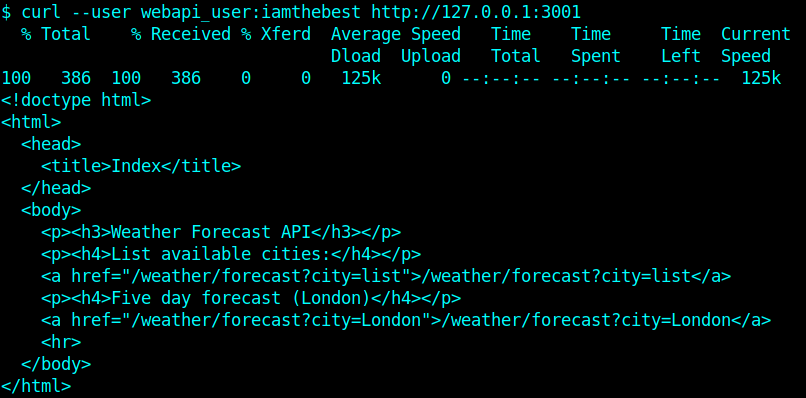 $ curl --user webapi_user:iamthebest http://127.0.0.1:3001
  % Total    % Received % Xferd  Average Speed   Time    Time     Time  Current
                                 Dload  Upload   Total   Spent    Left  Speed
100   386  100   386    0     0   125k      0 --:--:-- --:--:-- --:--:--  125k
<!doctype html>
<html>
  <head>
    <title>Index</title>
  </head>
  <body>
    <p><h3>Weather Forecast API</h3></p>
    <p><h4>List available cities:</h4></p>
    <a href="/weather/forecast?city=list">/weather/forecast?city=list</a>
    <p><h4>Five day forecast (London)</h4></p>
    <a href="/weather/forecast?city=London">/weather/forecast?city=London</a>
    <hr>
  </body>
</html>